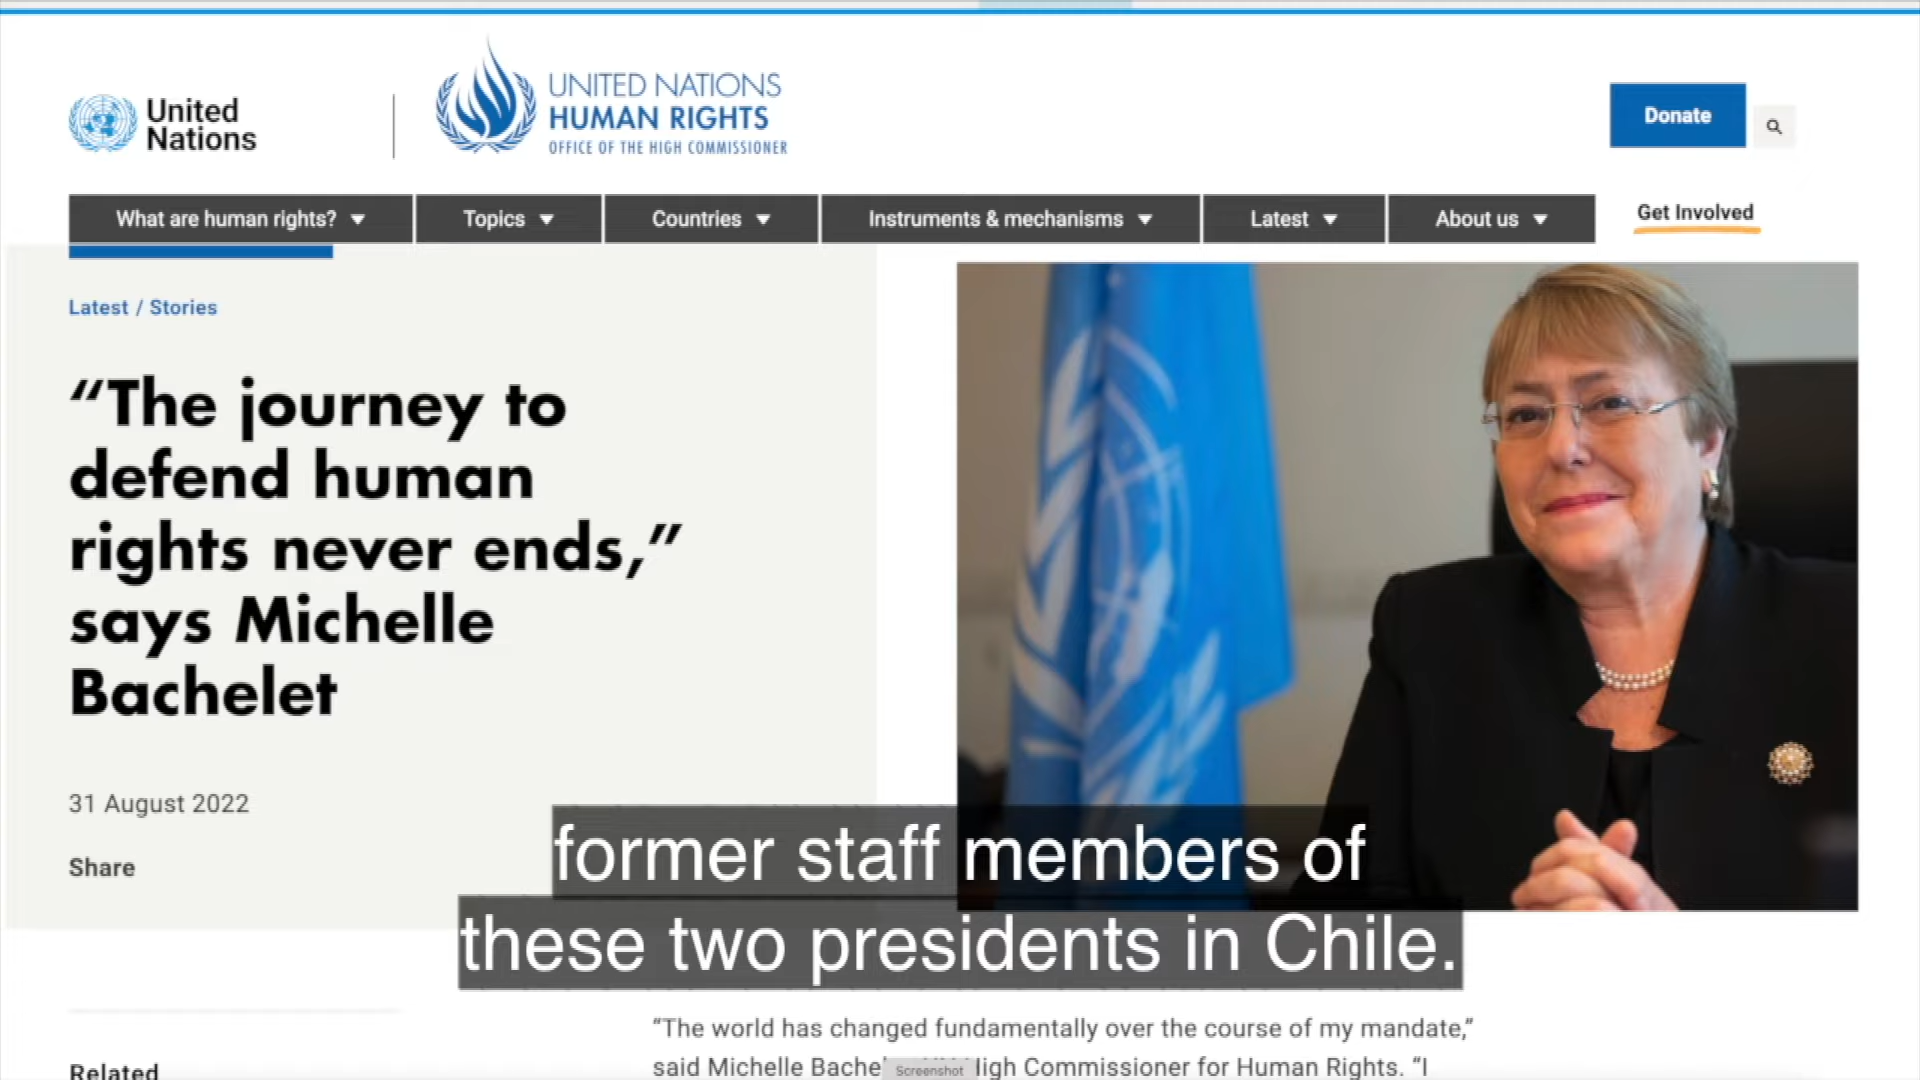 United
Nations
UNITED NATIONS
HUMAN RIGHTS
OFFICE OF THE HIGH COMMISSIONER
Donate
What are human rights?
Topics
Countries
Instruments & mechanisms
Latest
About us
Get Involved
Latest / Stories
“The journey to
defend human
rights never ends,”
says Michelle
Bachelet
31 August 2022
Share
former staff members of
these two presidents in Chile.
“The world has changed fundamentally over the course of my mandate,”
said Michelle High Commissioner for Human Rights. “I
Screenshot
Related